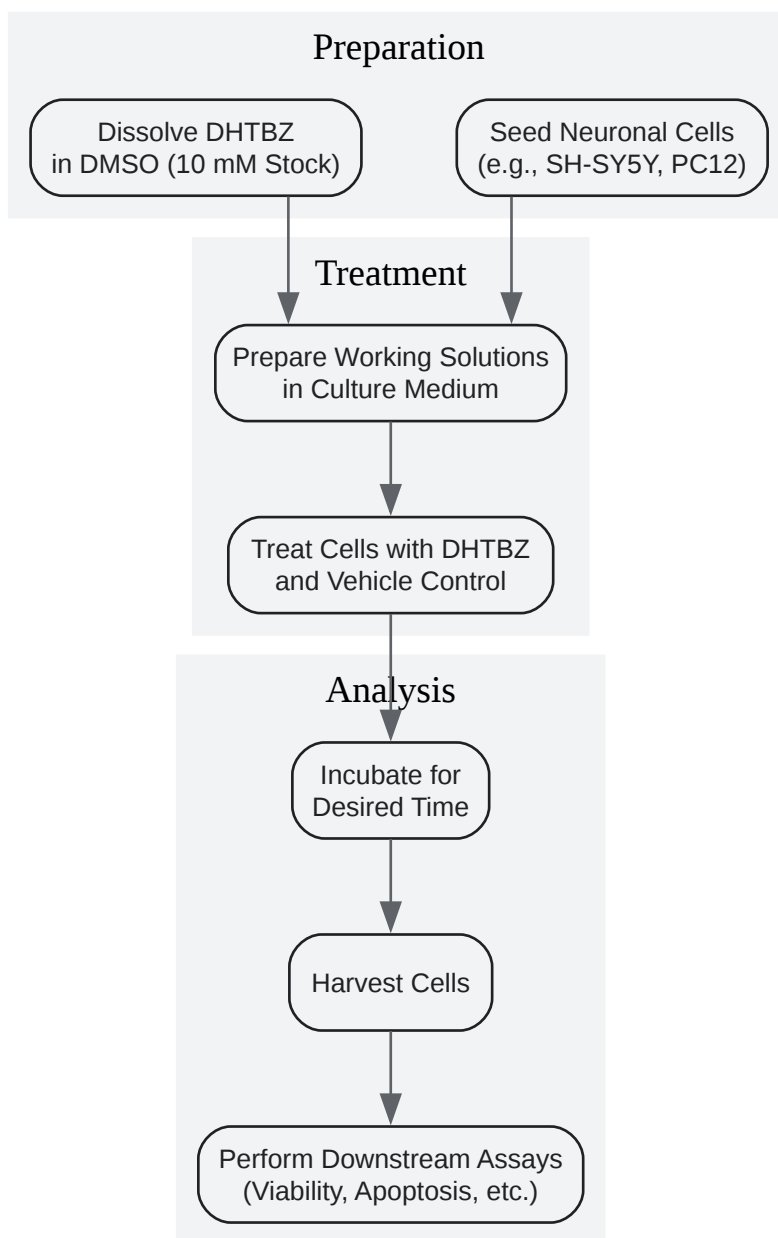 Preparation
Dissolve DHTBZ
in DMSO (10 mM Stock)
Seed Neuronal Cells
(e.g., SH-SY5Y, PC12)
Treatment
Prepare Working Solutions
in Culture Medium
Treat Cells with DHTBZ
and Vehicle Control
Analysis
Incubate for
Desired Time
Harvest Cells
Perform Downstream Assays
(Viability, Apoptosis, etc.)